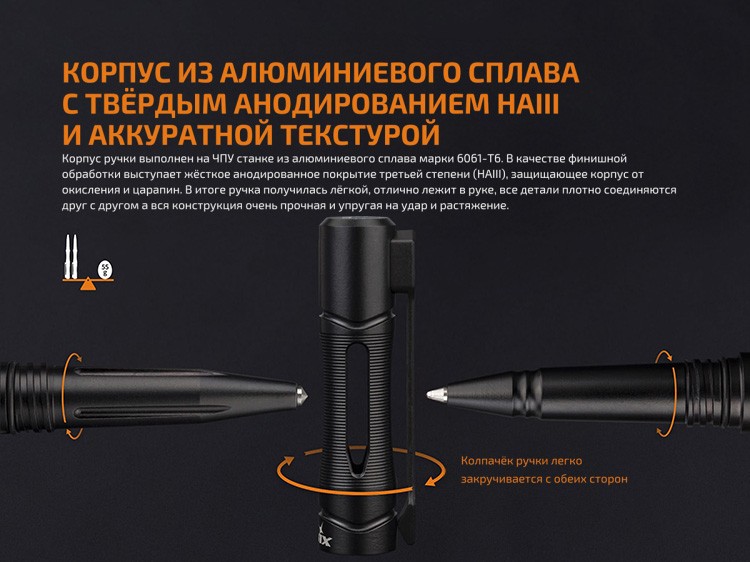 КОРПУС ИЗ АЛЮМИНИЕВОГО СПЛАВА
С ТВЁРДЫМ АНОДИРОВАНИЕМ HAIII
И АККУРАТНОЙ ТЕКСТУРОЙ
Корпус ручки выполнен на ЧПУ станке из алюминиевого сплава марки 6061-T6. В качестве финишной
обработки выступает жёсткое анодированное покрытие третьей степени (HAIII), защищающее корпус от
окисления и царапин. В итоге ручка получилась лёгкой, отлично лежит в руке, все детали плотно соединяются
друг с другом а вся конструкция очень прочная и упругая на удар и растяжение.
55
g
Колпачёк ручки легко
закручивается с обеих сторон